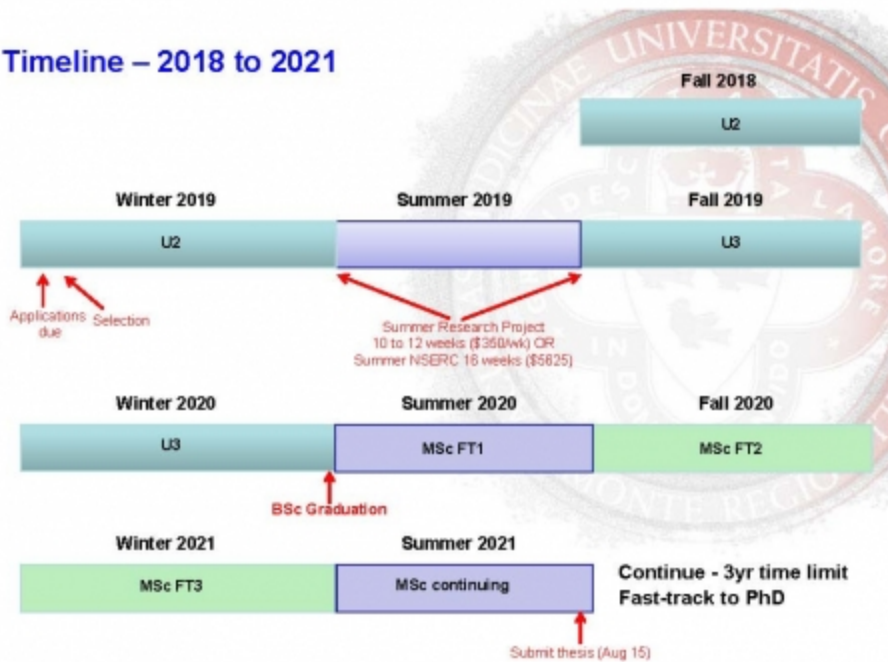 Timeline – 2018 to 2021
Fall 2018
U2
Winter 2019
Summer 2019
Fall 2019
U2
U3
Applications
due
Selection
Summer Research Project
10 to 12 weeks ($350/wk) OR
Summer NSERC 16 weeks ($5625)
Winter 2020
Summer 2020
Fall 2020
U3
MSc FT1
MSc FT2
BSc Graduation
Winter 2021
Summer 2021
MSc FT3
MSc continuing
Continue - 3yr time limit
Fast-track to PhD
Submit thesis (Aug 15)
UNIVERSITATIS